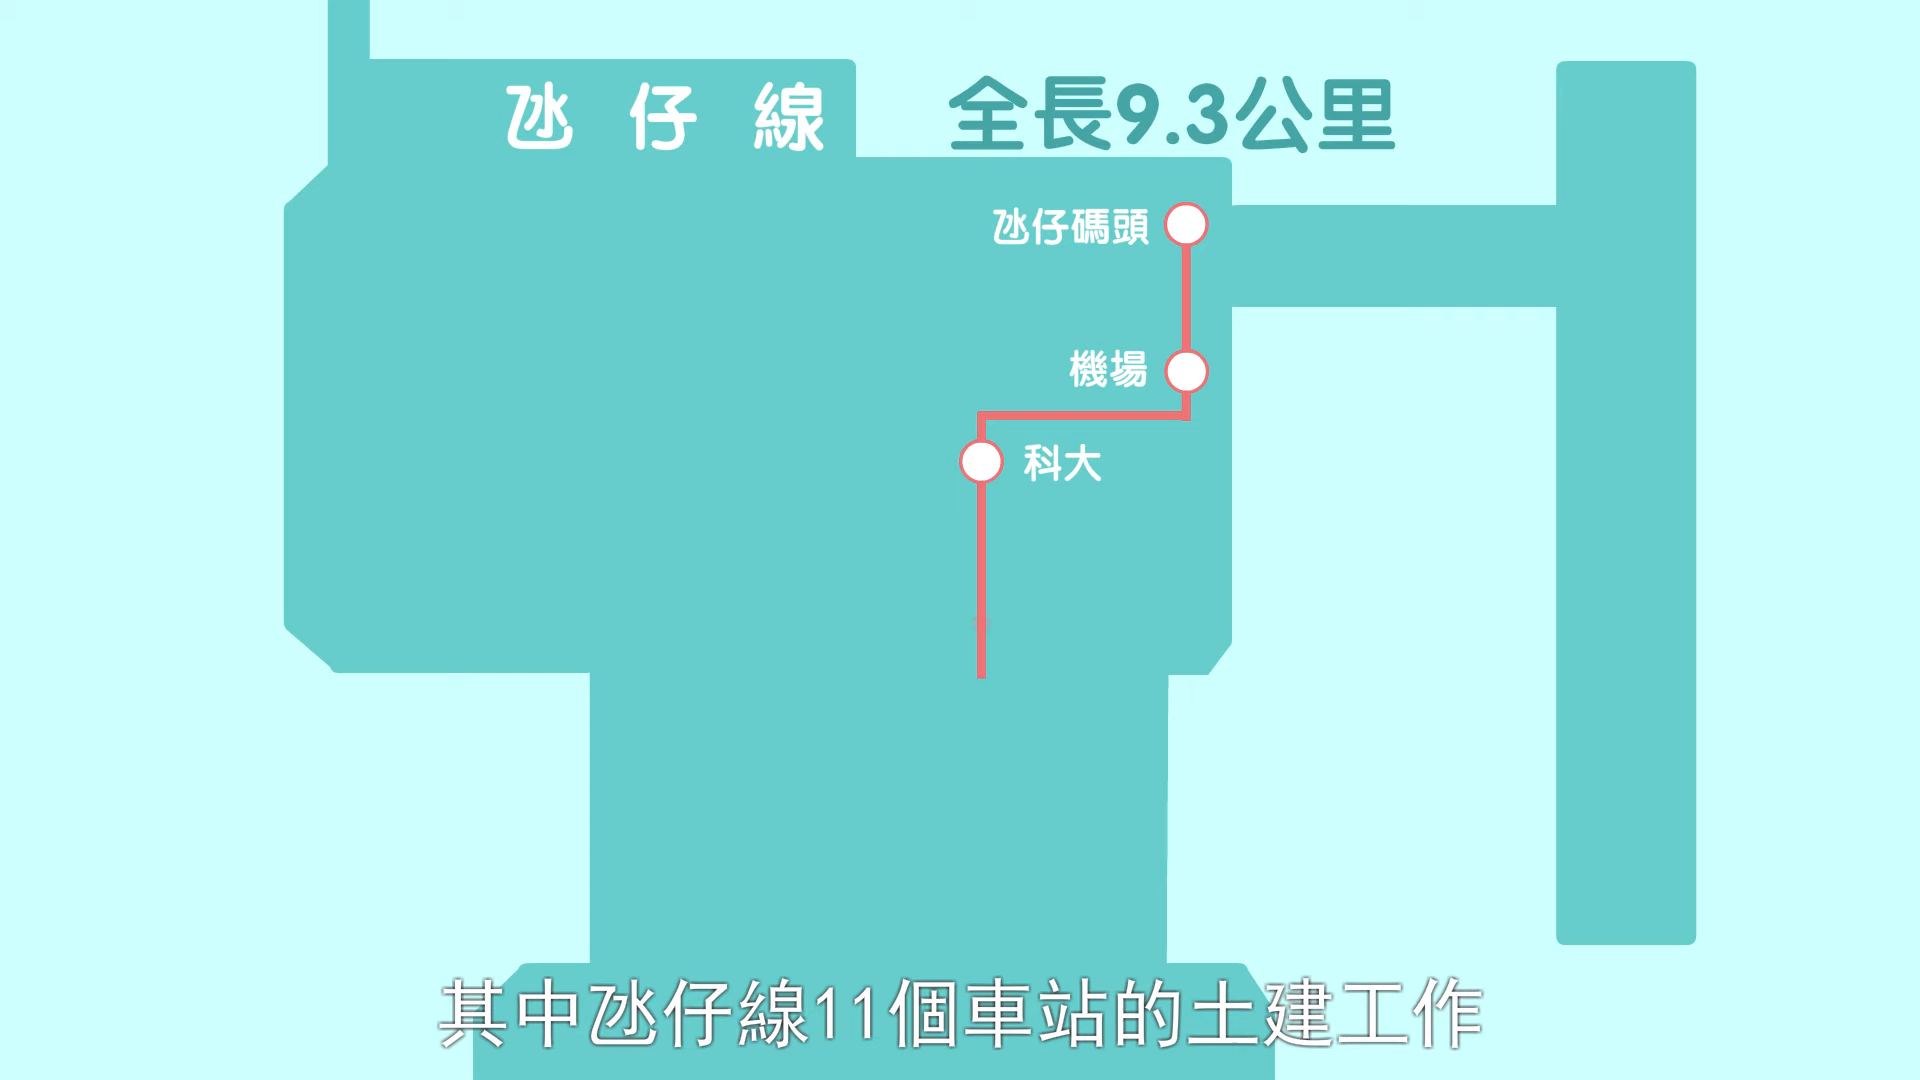 氹仔線
全長9.3公里
氹仔碼頭
機場
科大
其中氹仔線11個車站的土建工作